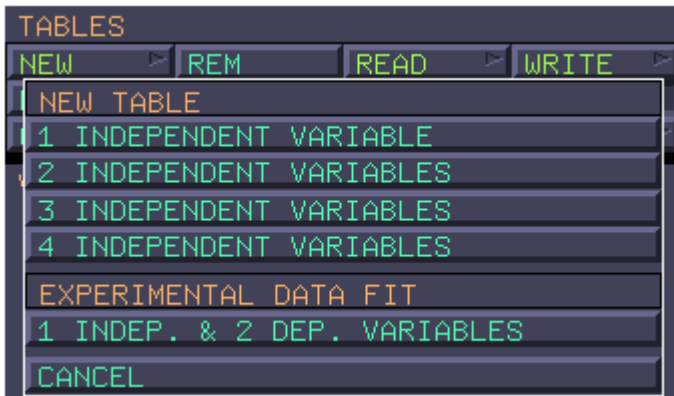 TABLES
NEW REM READ WRITE
NEW TABLE
1 INDEPENDENT VARIABLE
2 INDEPENDENT VARIABLES
3 INDEPENDENT VARIABLES
4 INDEPENDENT VARIABLES
EXPERIMENTAL DATA FIT
1 INDEP. & 2 DEP. VARIABLES
CANCEL